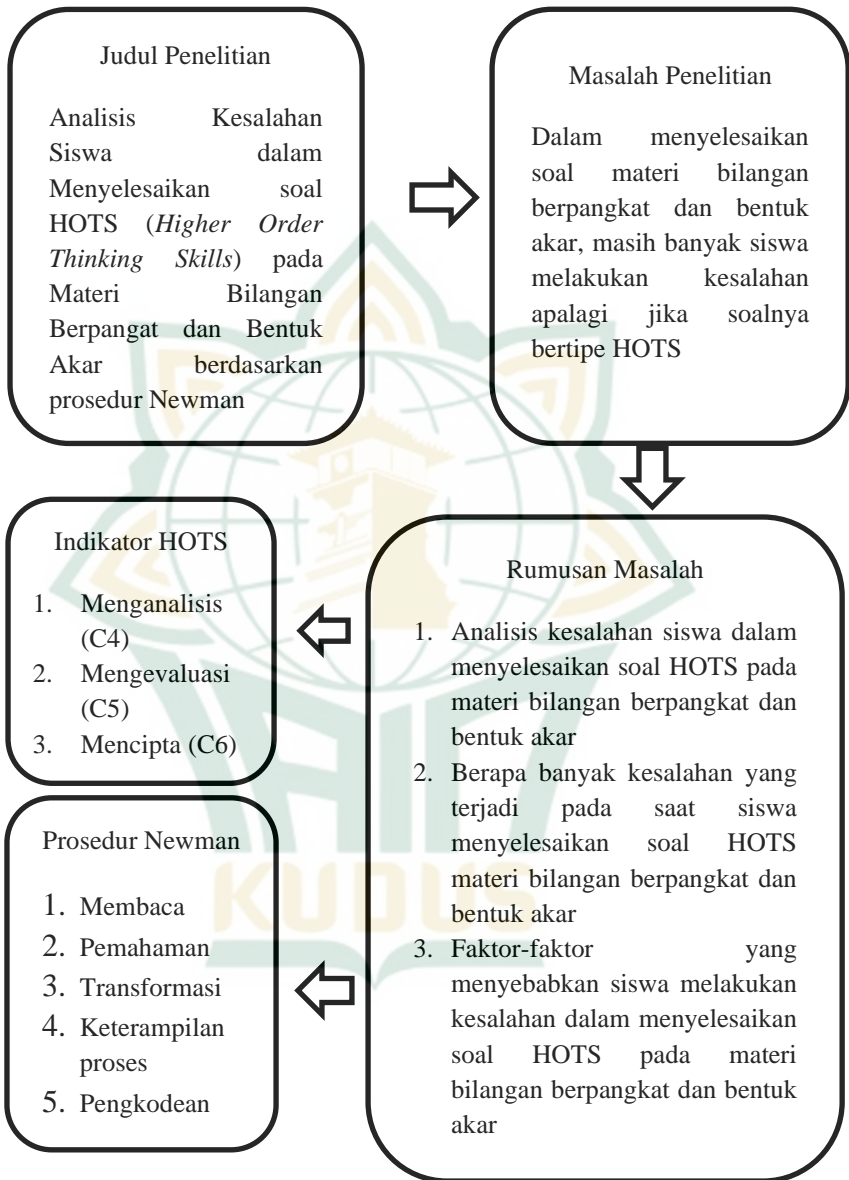 Judul Penelitian
Analisis Kesalahan
Siswa dalam
Menyelesaikan soal
HOTS (Higher Order
Thinking Skills) pada
Materi Bilangan
Berpangat dan Bentuk
Akar berdasarkan
prosedur Newman
Masalah Penelitian
Dalam menyelesaikan
soal materi bilangan
berpangkat dan bentuk
akar, masih banyak siswa
melakukan kesalahan
apalagi jika soalnya
bertipe HOTS
Rumusan Masalah
1. Analisis kesalahan siswa dalam
menyelesaikan soal HOTS pada
materi bilangan berpangkat dan
bentuk akar
2. Berapa banyak kesalahan yang
terjadi pada saat siswa
menyelesaikan soal HOTS
materi bilangan berpangkat dan
bentuk akar
3. Faktor-faktor yang
menyebabkan siswa melakukan
kesalahan dalam menyelesaikan
soal HOTS pada materi
bilangan berpangkat dan bentuk
akar
Indikator HOTS
1. Menganalisis
(C4)
2. Mengevaluasi
(C5)
3. Mencipta (C6)
Prosedur Newman
1. Membaca
2. Pemahaman
3. Transformasi
4. Keterampilan
proses
5. Pengkodean
KUDUS